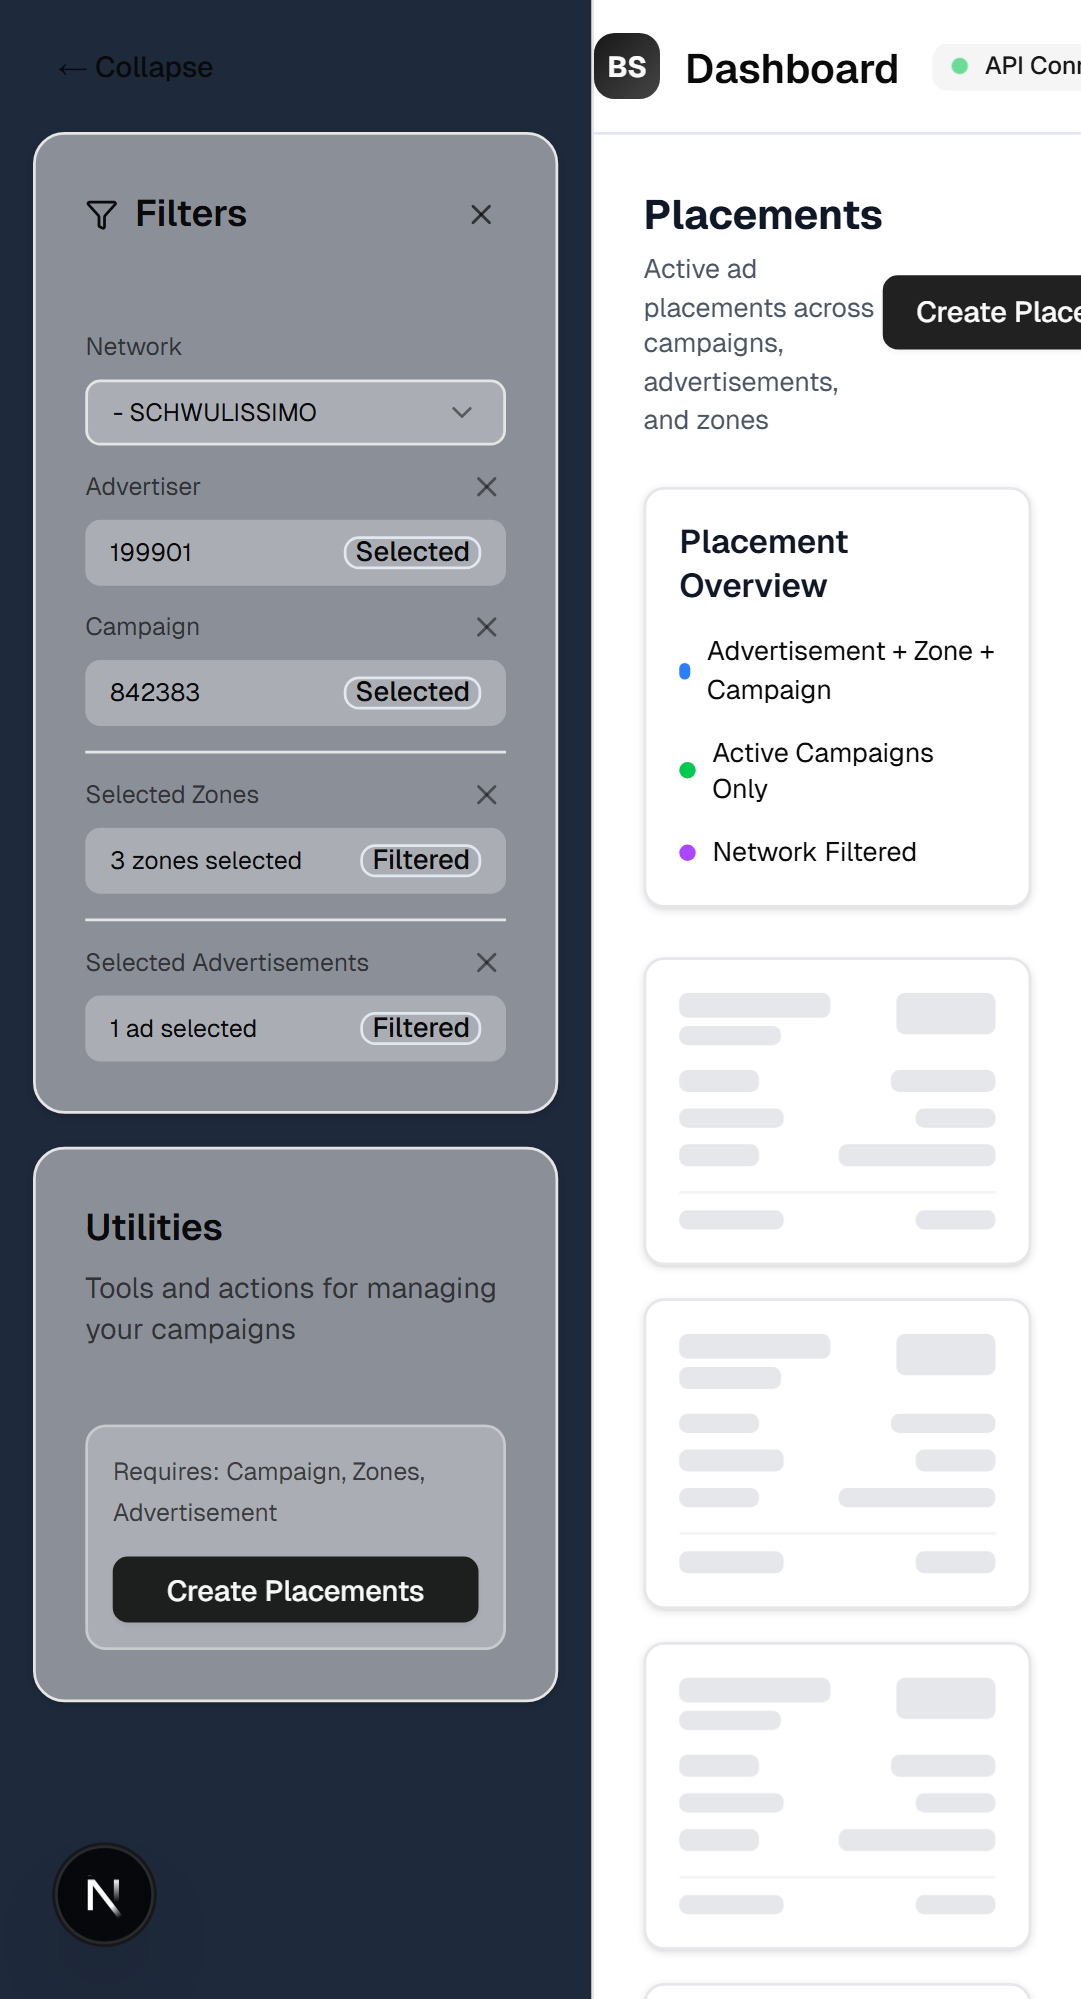 ← Collapse
Filters
Network
- SCHWULISSIMO
Advertiser
199901
Selected
Campaign
842383
Selected
Selected Zones
3 zones selected
Filtered
Selected Advertisements
1 ad selected
Filtered
Utilities
Tools and actions for managing
your campaigns
Requires: Campaign, Zones,
Advertisement
Create Placements
N
BS
Dashboard
API Conn
Placements
Active ad
placements across
campaigns,
advertisements,
and zones
Create Place
Placement
Overview
Advertisement + Zone +
Campaign
Active Campaigns
Only
Network Filtered